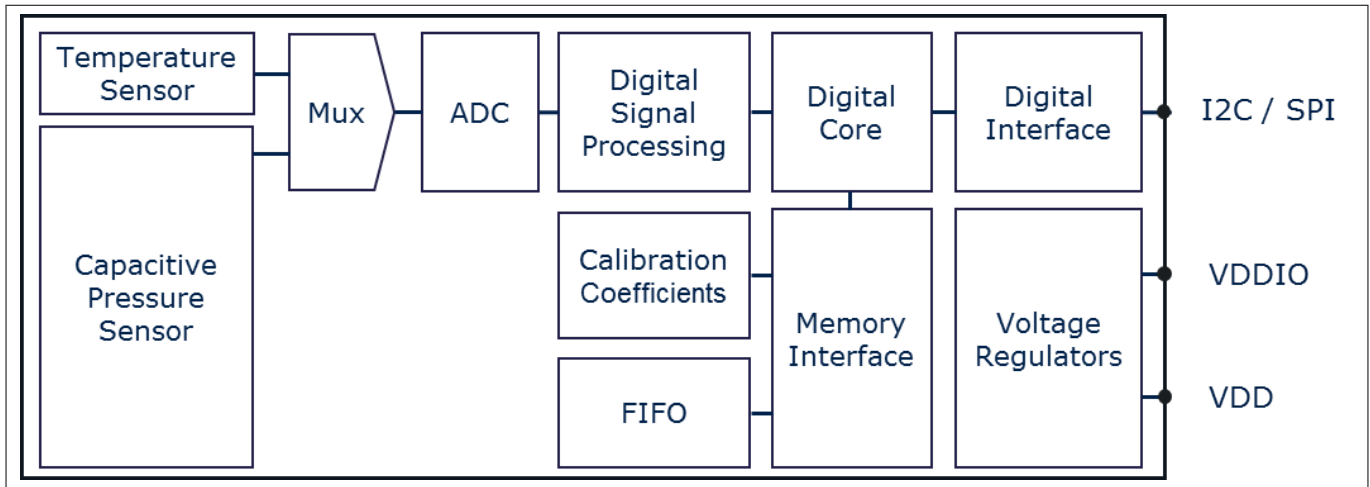 Temperature
Sensor
Mux
ADC
Digital
Signal
Processing
Digital
Core
Digital
Interface
I2C / SPI
Capacitive
Pressure
Sensor
Calibration
Coefficients
Memory
Interface
Voltage
Regulators
VDDIO
FIFO
VDD